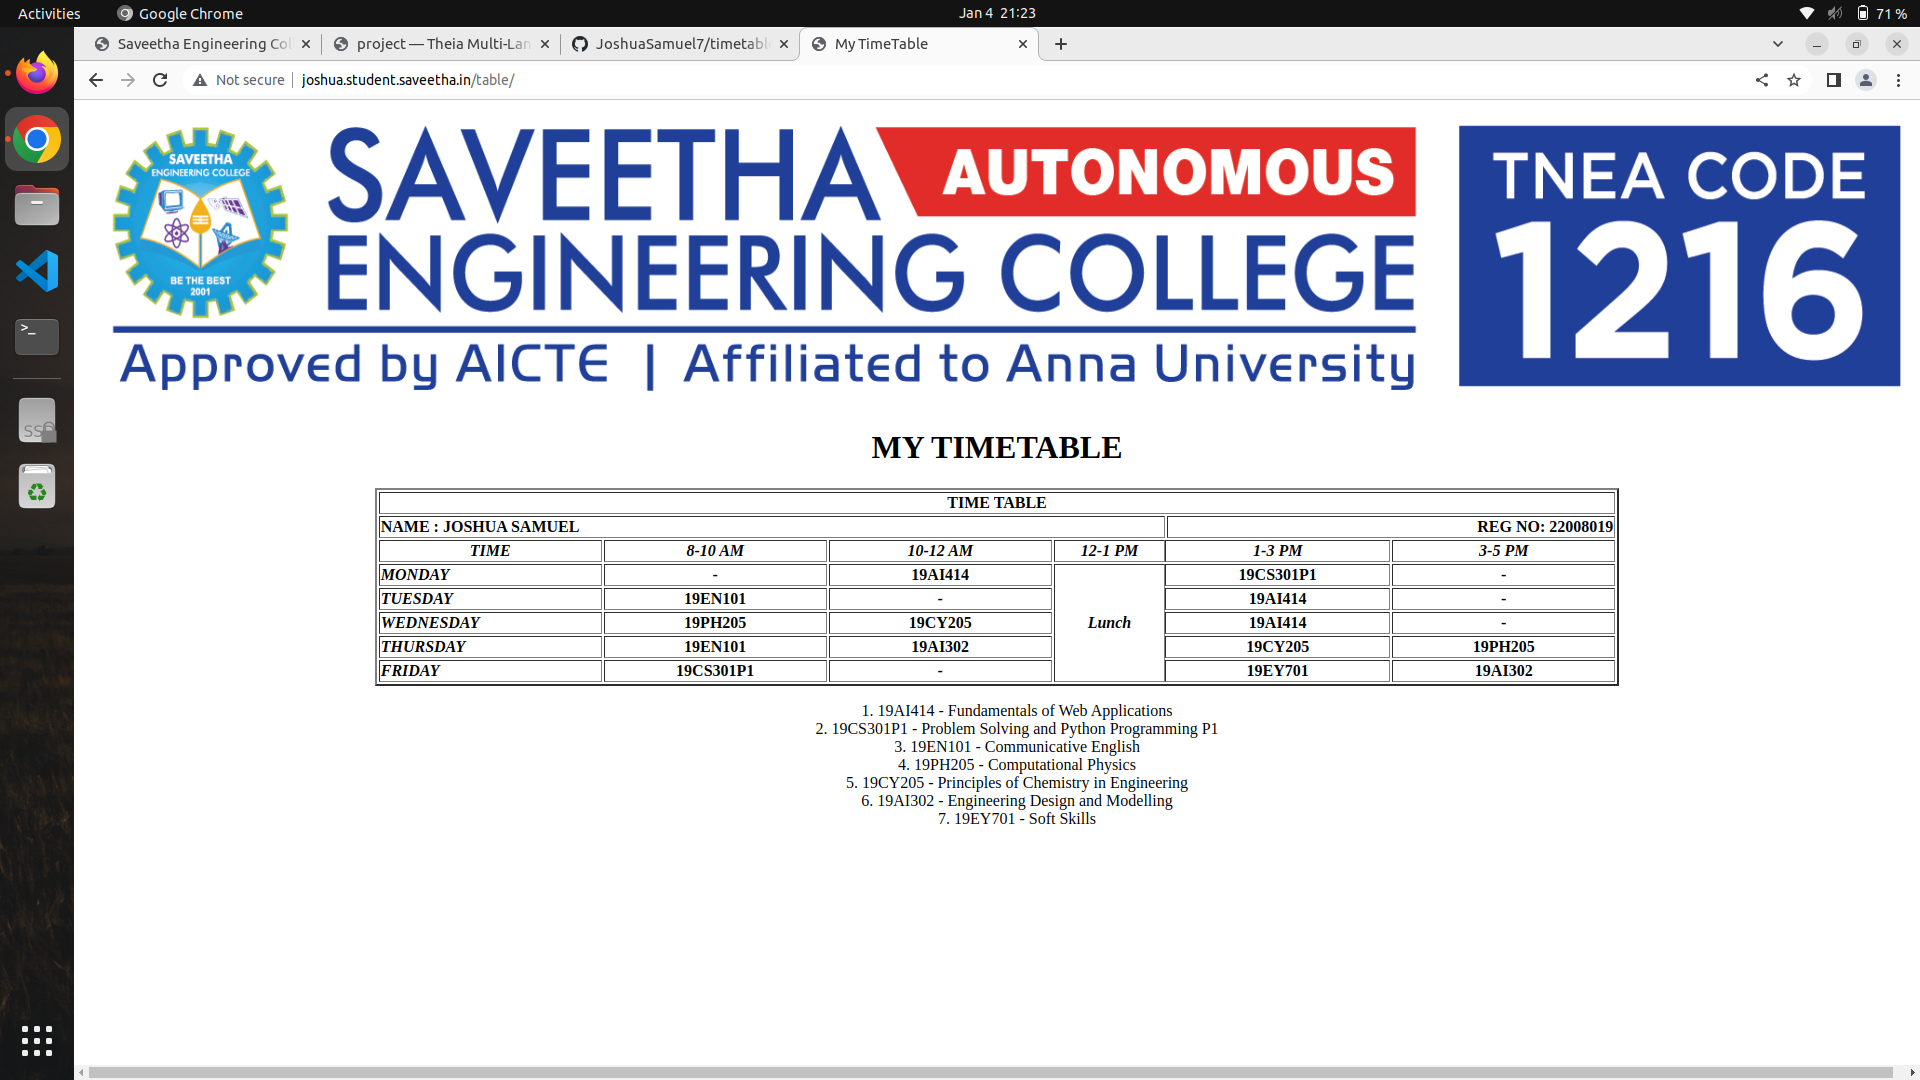 Activities Google Chrome Jan 4 21:23 71 %
Saveetha Engineering Col project — Theia Multi-Lan JoshuaSamuel7/timetabl My TimeTable
Not secure joshua.student.saveetha.in/table/
SAVEETHA
ENGINEERING COLLEGE
BE THE BEST
2001
SAVEETHA AUTONOMOUS
ENGINEERING COLLEGE
Approved by AICTE | Affiliated to Anna University
TNEA CODE
1216
MY TIMETABLE
TIME TABLE
NAME : JOSHUA SAMUEL REG NO: 22008019
TIME 8-10 AM 10-12 AM 12-1 PM 1-3 PM 3-5 PM
MONDAY - 19AI414 19CS301P1 -
TUESDAY 19EN101 - 19AI414 -
WEDNESDAY 19PH205 19CY205 Lunch 19AI414 -
THURSDAY 19EN101 19AI302 19CY205 19PH205
FRIDAY 19CS301P1 - 19EY701 19AI302
1. 19AI414 - Fundamentals of Web Applications
2. 19CS301P1 - Problem Solving and Python Programming P1
3. 19EN101 - Communicative English
4. 19PH205 - Computational Physics
5. 19CY205 - Principles of Chemistry in Engineering
6. 19AI302 - Engineering Design and Modelling
7. 19EY701 - Soft Skills
>_